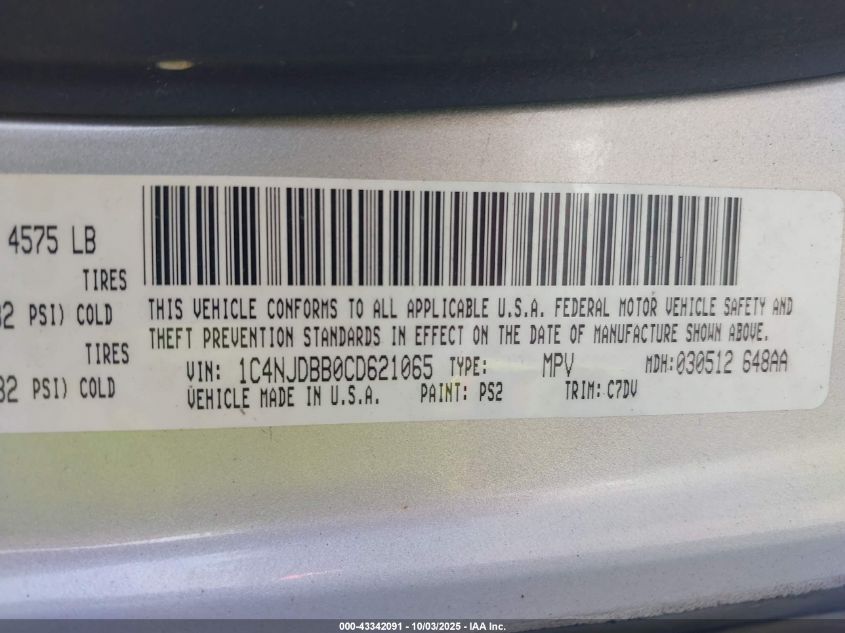 4575 LB
TIRES
PSI) COLD
TIRES
PSI) COLD
THIS VEHICLE CONFORMS TO ALL APPLICABLE U.S.A. FEDERAL MOTOR VEHICLE SAFETY AND
THEFT PREVENTION STANDARDS IN EFFECT ON THE DATE OF MANUFACTURE SHOWN ABOVE.
VIN: 1C4NJDBB0CD621065 TYPE: MPV MDH:030512 648AA
VEHICLE MADE IN U.S.A. PAINT: PS2 TRIM: C7DV
000-43342091 - 10/03/2025 - IAA Inc.